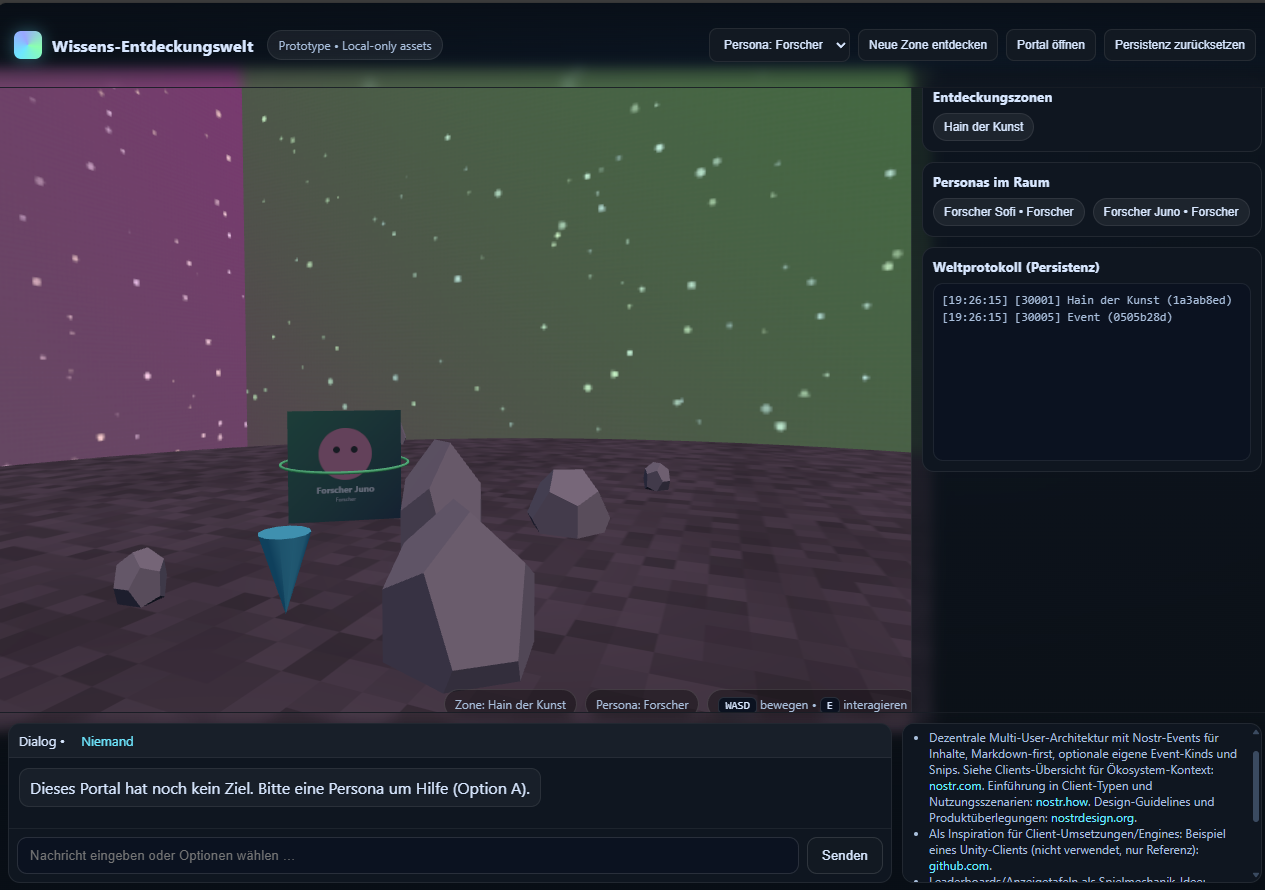 Wissens-Entdeckungswelt
Prototype • Local-only assets
Persona: Forscher
Neue Zone entdecken
Portal öffnen
Persistenz zurücksetzen
Entdeckungszonen
Hain der Kunst
Personas im Raum
Forscher Sofi • Forscher
Forscher Juno • Forscher
Weltprotokoll (Persistenz)
[19:26:15] [30001] Hain der Kunst (1a3ab8ed)
[19:26:15] [30005] Event (0505b28d)
Forscher Juno
Forscher
Zone: Hain der Kunst
Persona: Forscher
WASD bewegen • E interagieren
Dialog • Niemand
Dieses Portal hat noch kein Ziel. Bitte eine Persona um Hilfe (Option A).
Nachricht eingeben oder Optionen wählen ...
Senden
• Dezentrale Multi-User-Architektur mit Nostr-Events für
Inhalte, Markdown-first, optionale eigene Event-Kinds und
Snips. Siehe Clients-Übersicht für Ökosystem-Kontext:
nostr.com. Einführung in Client-Typen und
Nutzungsszenarien: nostr.how. Design-Guidelines und
Produktüberlegungen: nostrdesign.org.
• Als Inspiration für Client-Umsetzungen/Engines: Beispiel
eines Unity-Clients (nicht verwendet, nur Referenz):
github.com.
• Leaderboards/Anzeigetafeln als Spielmechanik-Idee: